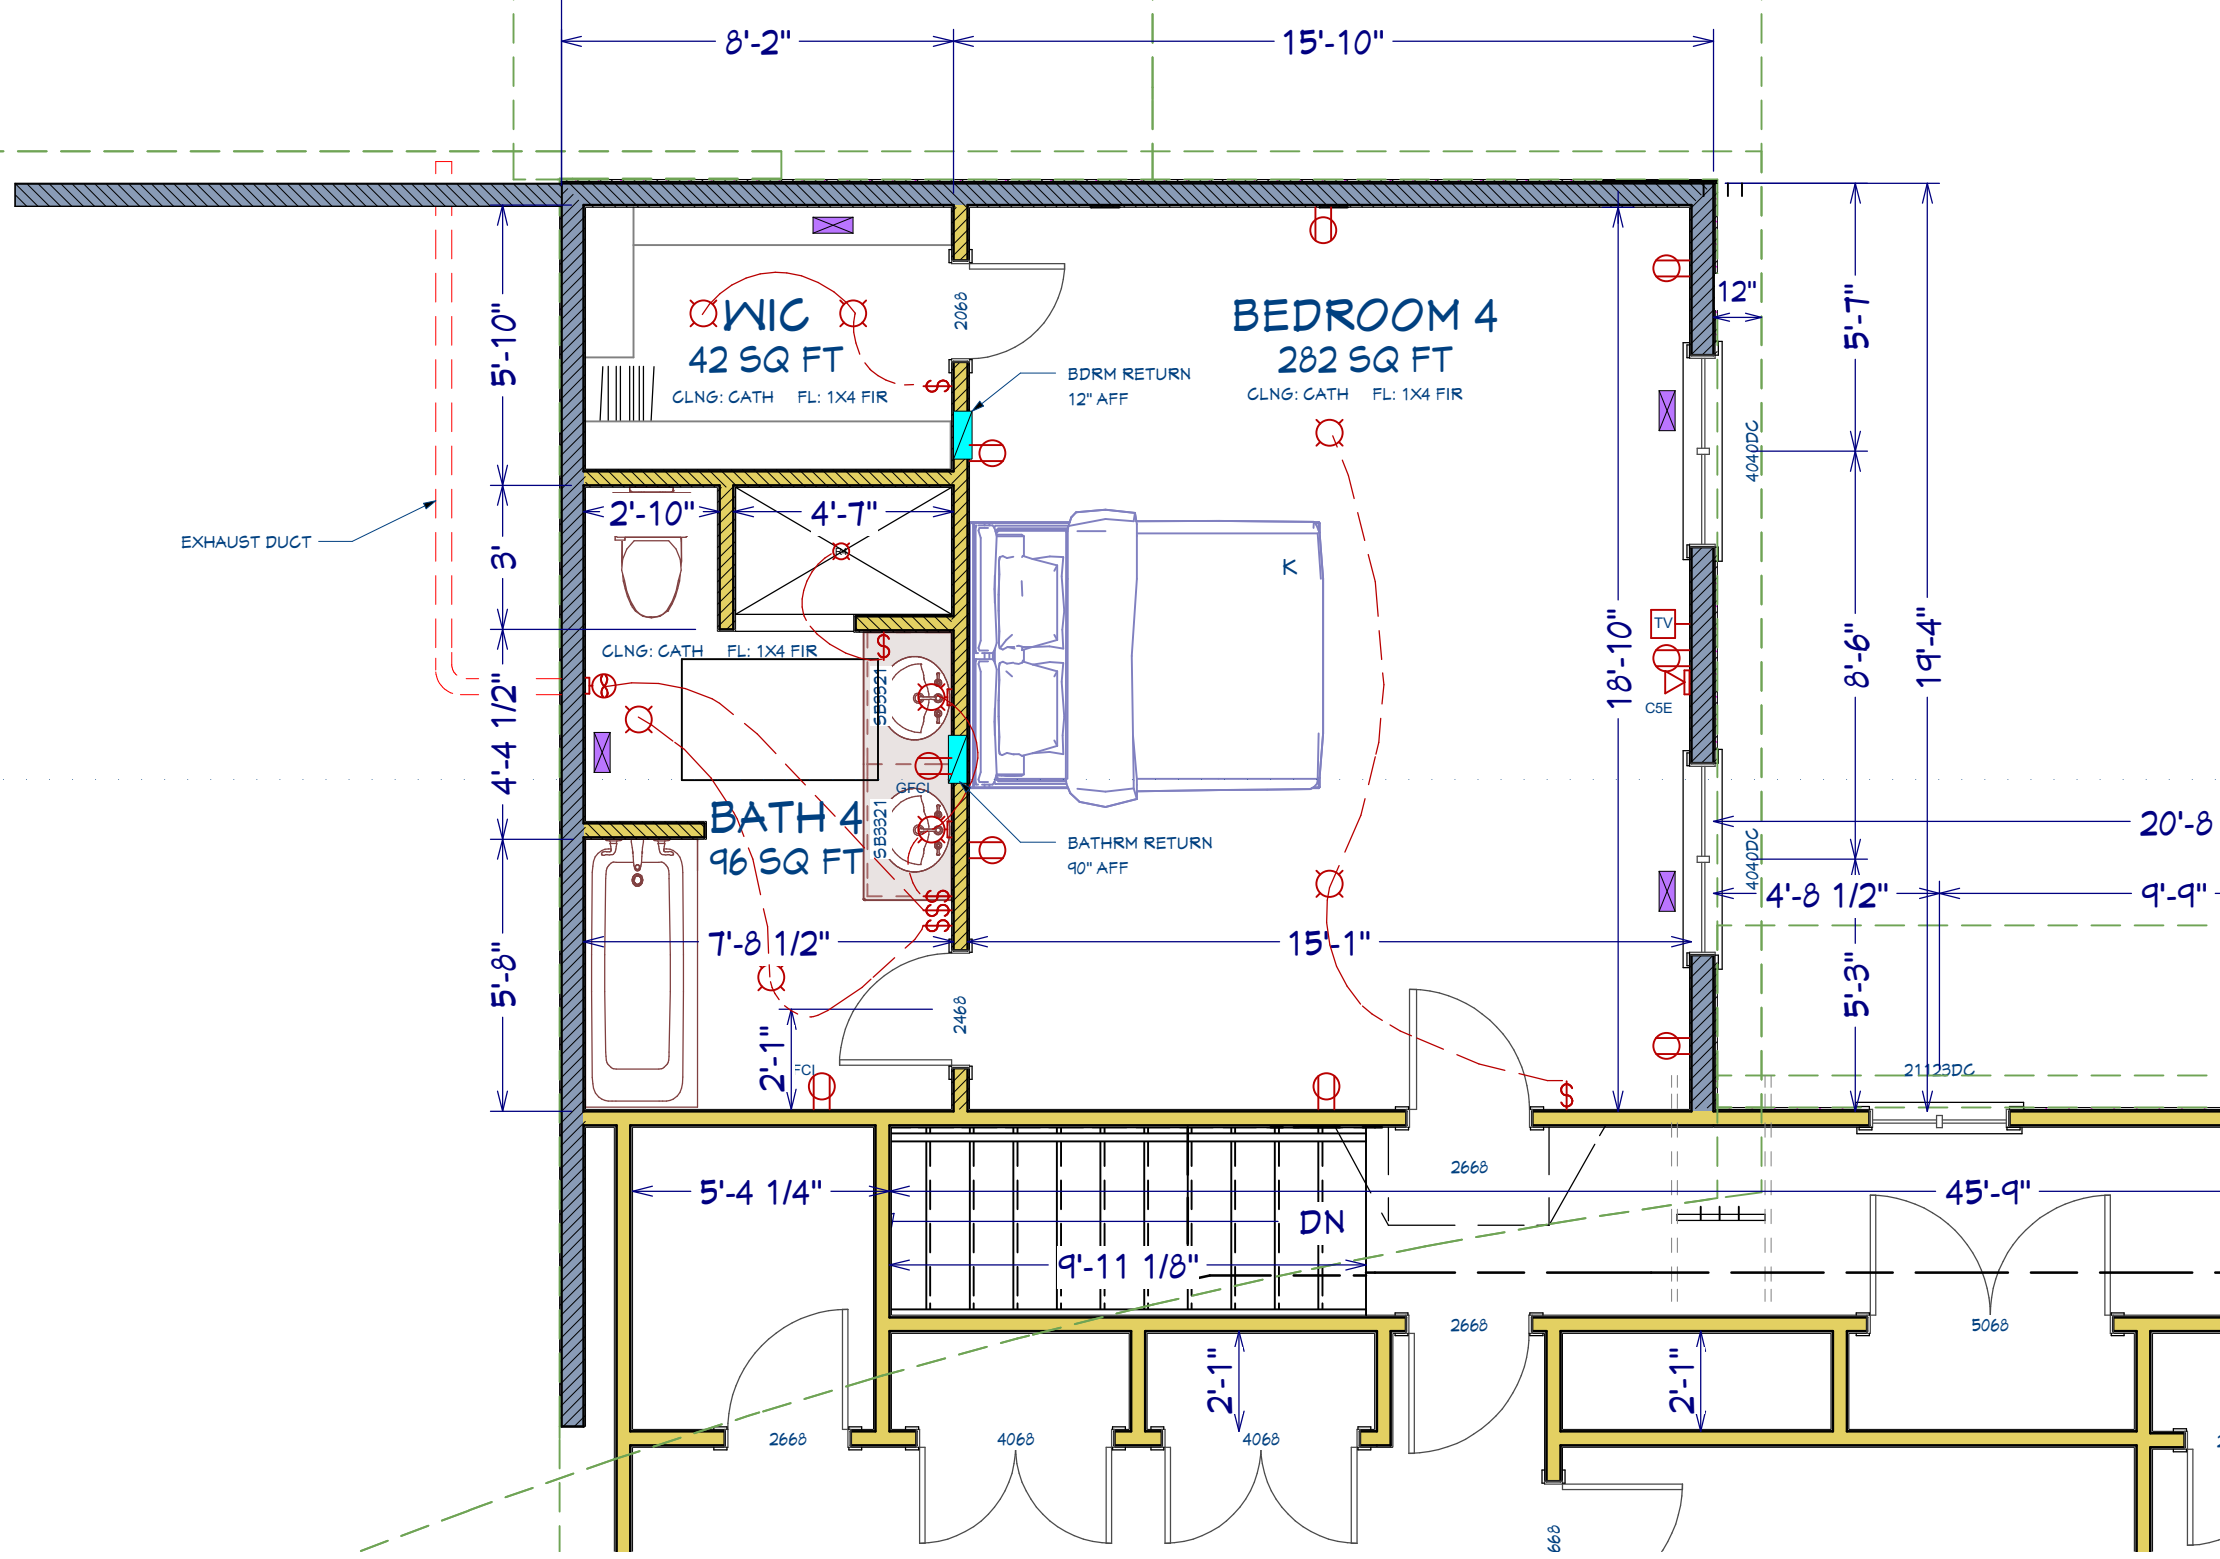 8'-2"
15'-10"
12"
5'-7"
2068
WIC
42 SQ FT
CLNG: CATH FL: 1X4 FIR
BEDROOM 4
282 SQ FT
CLNG: CATH FL: 1X4 FIR
5'-10"
BDRM RETURN
12" AFF
4040DC
2'-10"
4'-7"
EXHAUST DUCT
3'
K
TV
18'-10"
8'-6"
19'-4"
CLNG: CATH FL: 1X4 FIR
SB3321
C5E
4'-4 1/2"
GFCI
BATH 4
96 SQ FT
SB3321
BATHRM RETURN
90" AFF
4040DC
20'-8
4'-8 1/2"
9'-9"
7'-8 1/2"
15'-1"
5'-8"
5'-3"
2468
2'-1"
FCI
21123DC
2668
5'-4 1/4"
45'-9"
DN
9'-11 1/8"
2668
5068
2'-1"
2'-1"
2668
4068
4068
668